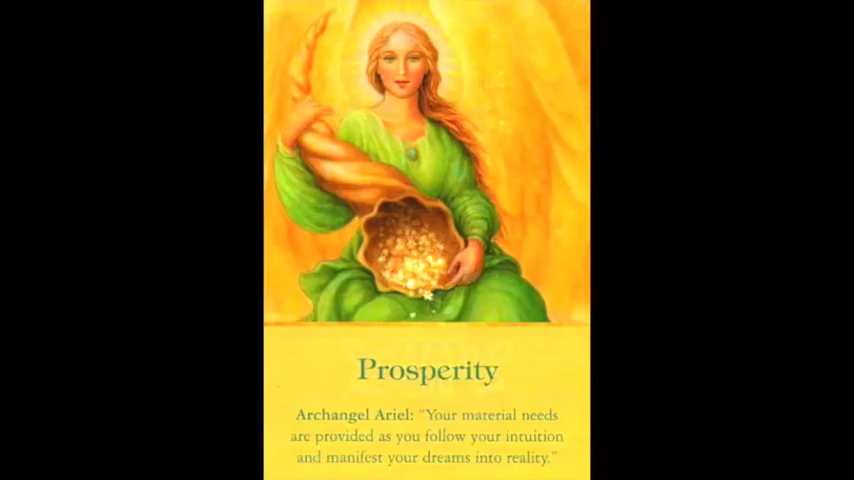 Prosperity
Archangel Ariel: “Your material needs
are provided as you follow your intuition
and manifest your dreams into reality.”